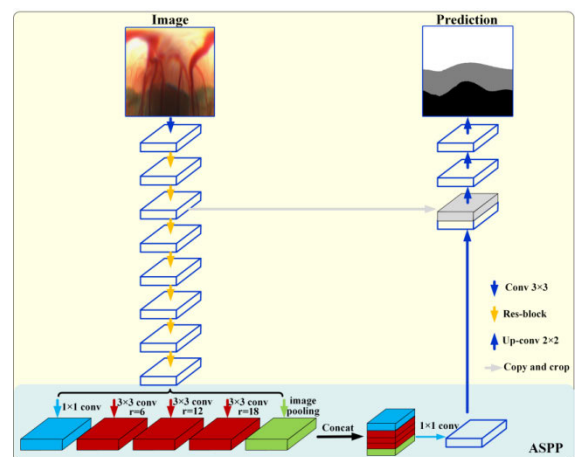 Image
Prediction
Conv 3×3
Res-block
Up-conv 2×2
Copy and crop
1×1 conv
3×3 conv
r=6
3×3 conv
r=12
3×3 conv
r=18
image
pooling
Concat
1×1 conv
ASPP